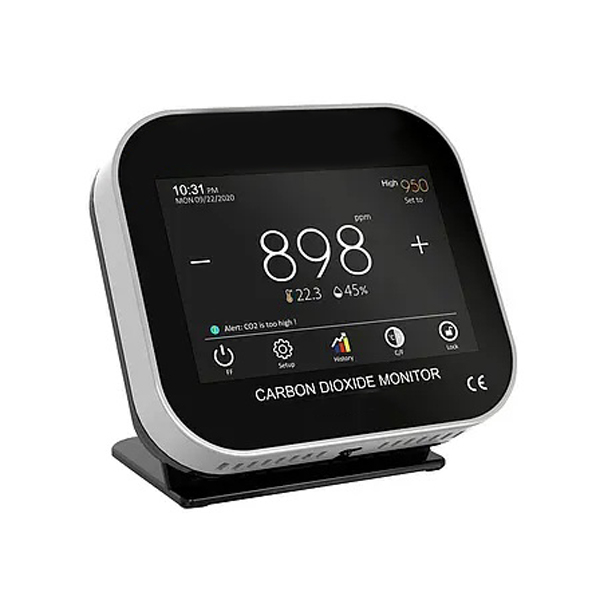 10:31 PM
MON 09/22/2020
High 950
Set to
ppm
898
− +
22.3 45%
Alert: CO2 is too high !
FF Setup History C/F Lock
CARBON DIOXIDE MONITOR CE